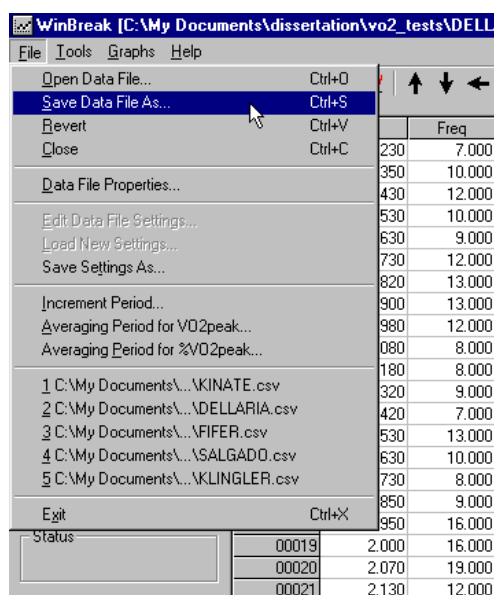 WinBreak [C:\My Documents\dissertation\vo2_tests\DELL
File Tools Graphs Help
Open Data File... Ctrl+O
Save Data File As... Ctrl+S
Revert Ctrl+V
Close Ctrl+C
Data File Properties...
Edit Data File Settings...
Load New Settings...
Save Settings As...
Increment Period...
Averaging Period for VO2peak...
Averaging Period for %VO2peak...
1 C:\My Documents\...\KINATE.csv
2 C:\My Documents\...\DELLARIA.csv
3 C:\My Documents\...\FIFER.csv
4 C:\My Documents\...\SALGADO.csv
5 C:\My Documents\...\KLINGLER.csv
Exit Ctrl+X
Status
Freq
230 7.000
350 10.000
430 12.000
530 10.000
630 9.000
730 12.000
820 13.000
900 13.000
980 12.000
080 8.000
180 8.000
320 9.000
420 7.000
530 13.000
630 10.000
730 8.000
850 9.000
950 16.000
00019 2.000 16.000
00020 2.070 19.000
00021 2.130 12.000